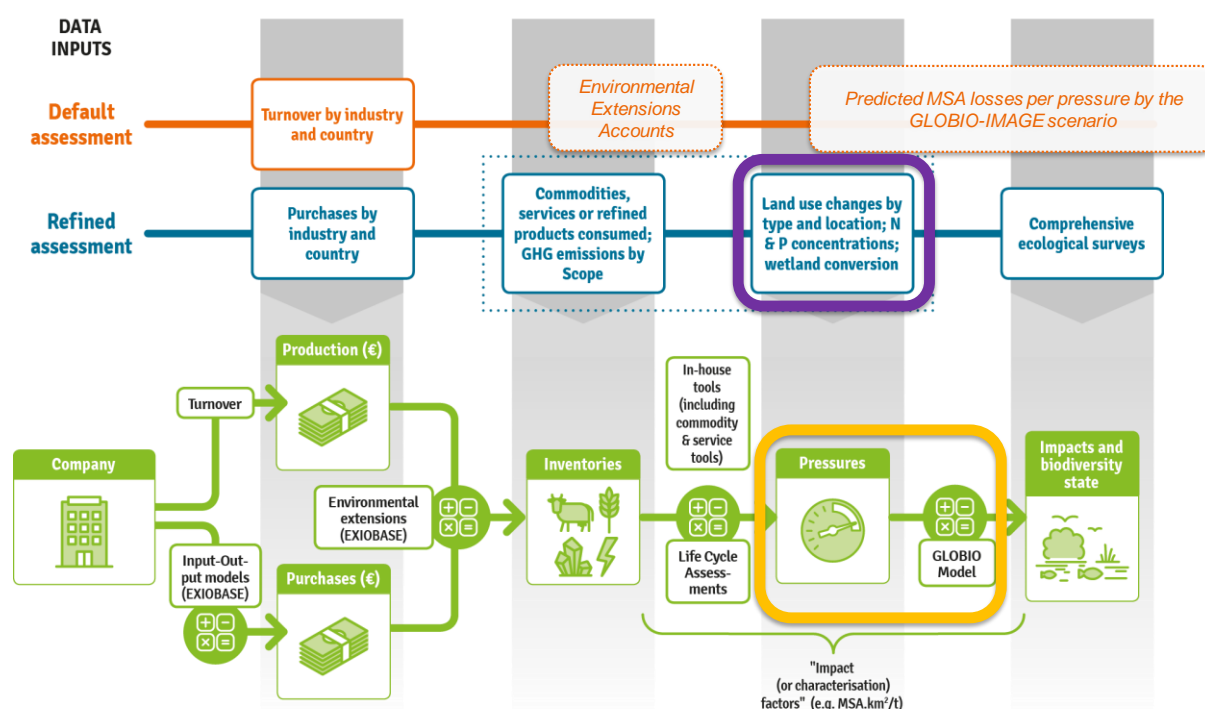 DATA
INPUTS
Default
assessment
Turnover by industry
and country
Environmental
Extensions
Accounts
Predicted MSA losses per pressure by the
GLOBIO-IMAGE scenario
Refined
assessment
Purchases by
industry and
country
Commodities,
services or refined
products consumed;
GHG emissions by
Scope
Land use changes by
type and location; N
& P concentrations;
wetland conversion
Comprehensive
ecological surveys
Company
Turnover
Input-Out-
put models
(EXIOBASE)
Production (€)
Purchases (€)
Environmental
extensions
(EXIOBASE)
Inventories
In-house
tools
(including
commodity
& service
tools)
Life Cycle
Assess-
ments
Pressures
GLOBIO
Model
Impacts and
biodiversity
state
"Impact
(or characterisation)
factors" (e.g. MSA.km²/t)